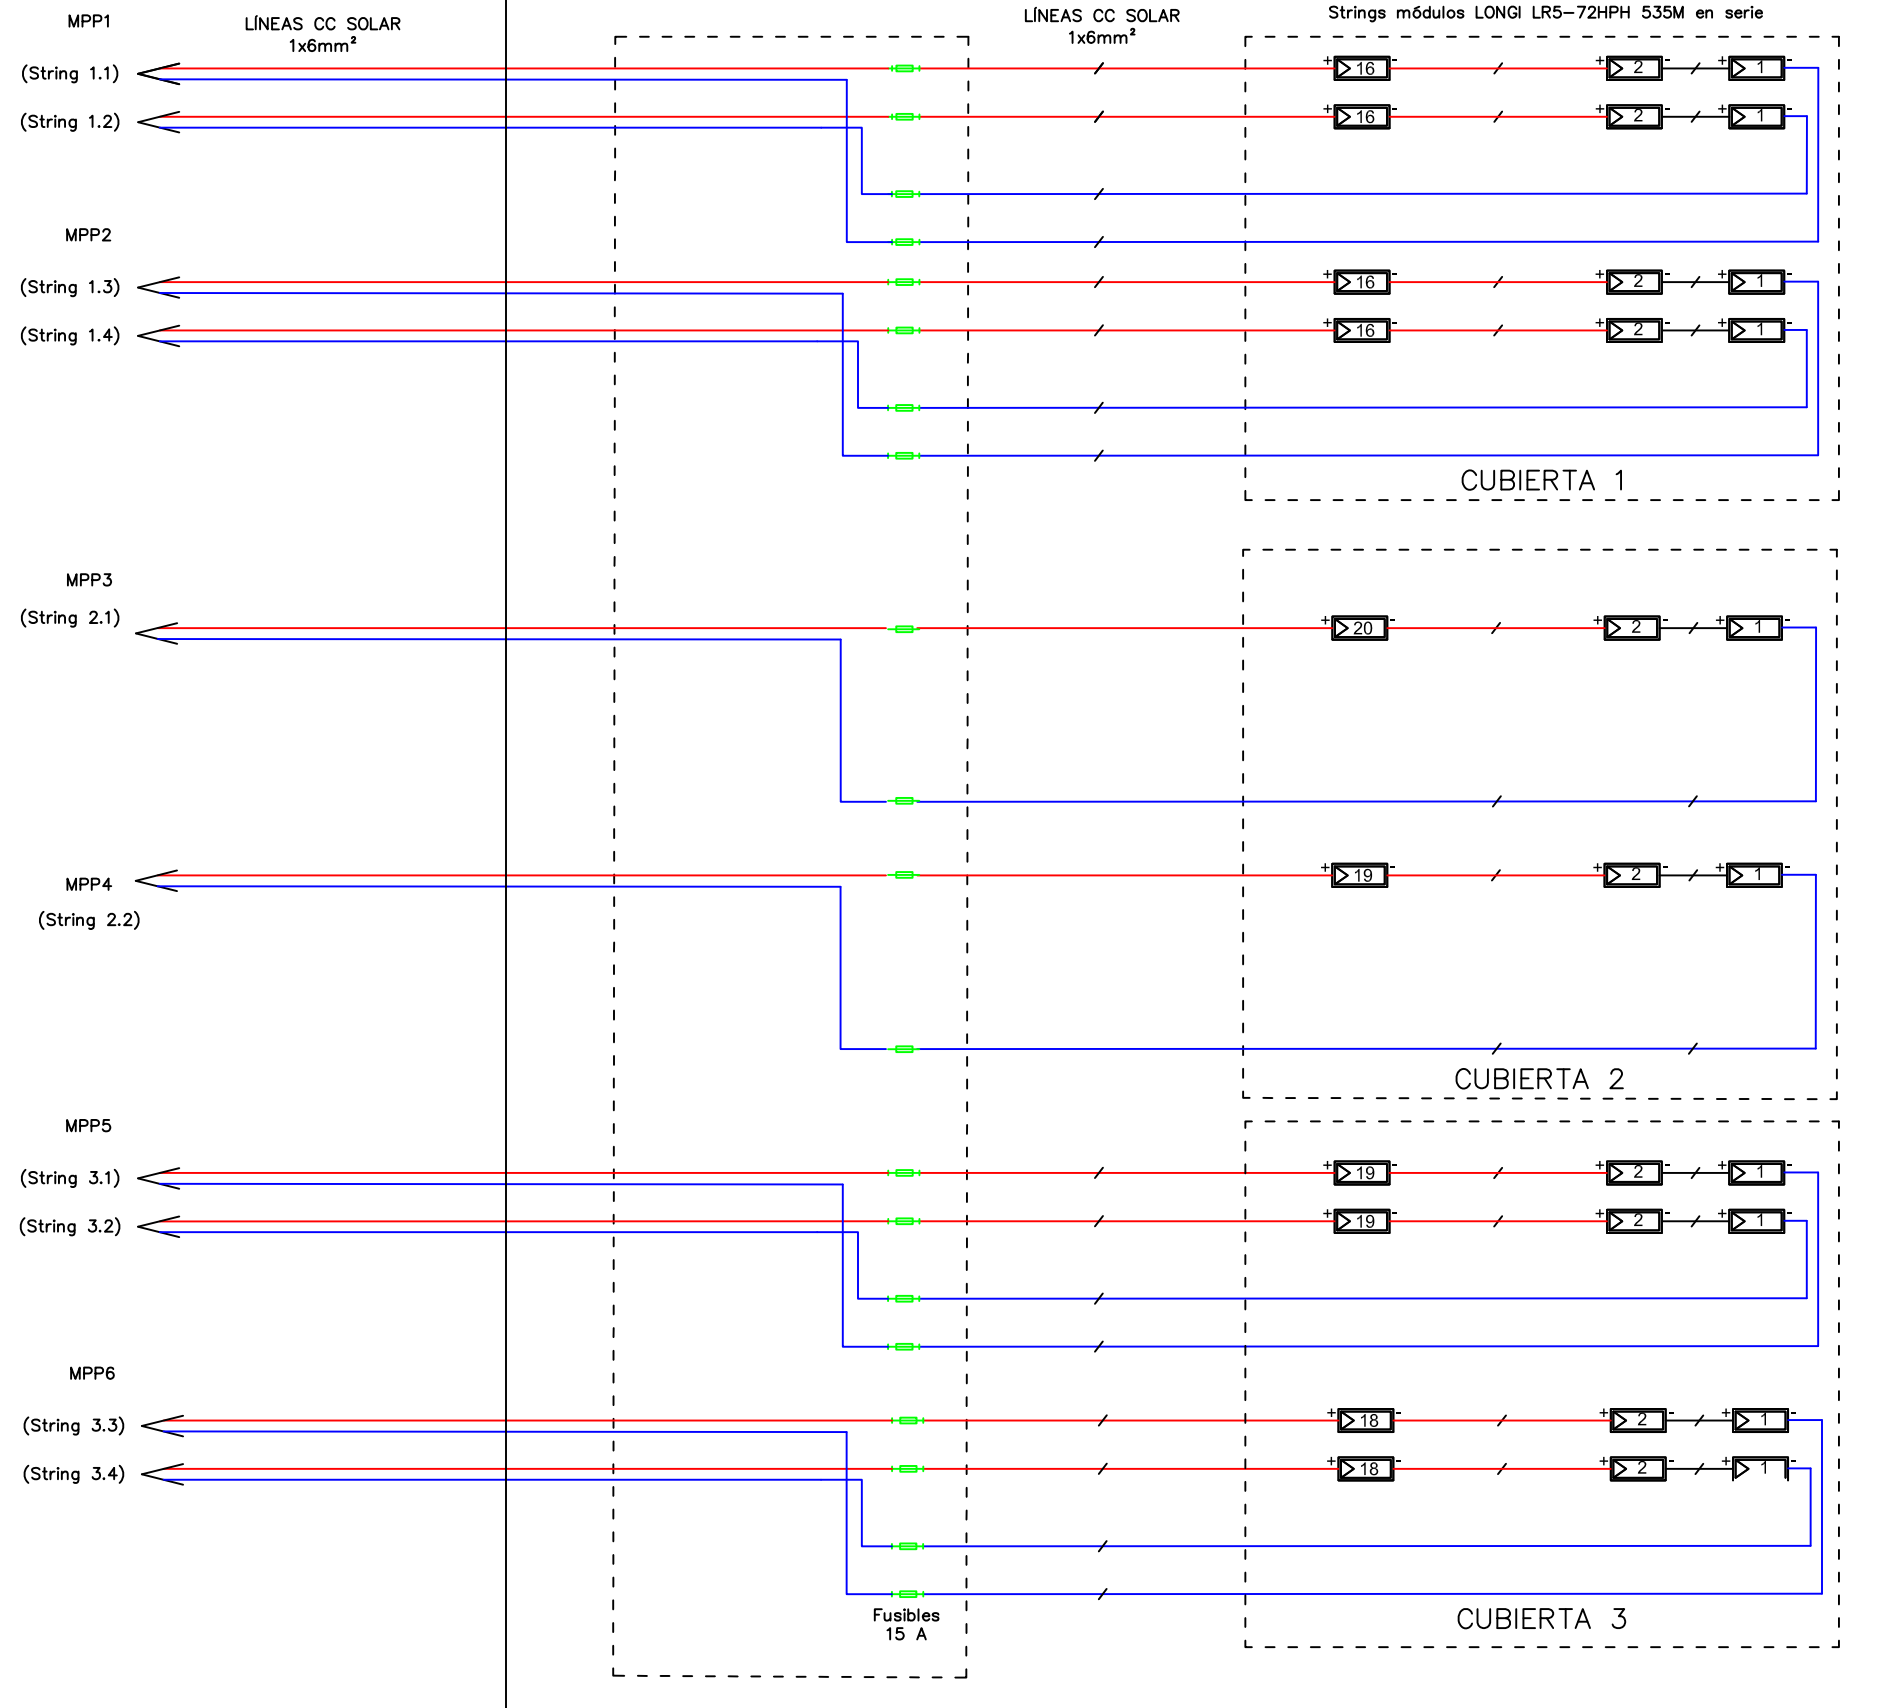 MPP1
LÍNEAS CC SOLAR
1x6mm²
LÍNEAS CC SOLAR
1x6mm²
Strings módulos LONGI LR5-72HPH 535M en serie
(String 1.1)
+ 16 - + 2 - + 1 -
(String 1.2)
+ 16 - + 2 - + 1 -
MPP2
(String 1.3)
+ 16 - + 2 - + 1 -
(String 1.4)
+ 16 - + 2 - + 1 -
CUBIERTA 1
MPP3
(String 2.1)
+ 20 - + 2 - + 1 -
MPP4
+ 19 - + 2 - + 1 -
(String 2.2)
CUBIERTA 2
MPP5
(String 3.1)
+ 19 - + 2 - + 1 -
(String 3.2)
+ 19 - + 2 - + 1 -
MPP6
(String 3.3)
+ 18 - + 2 - + 1 -
(String 3.4)
+ 18 - + 2 - + 1 -
Fusibles
15 A
CUBIERTA 3